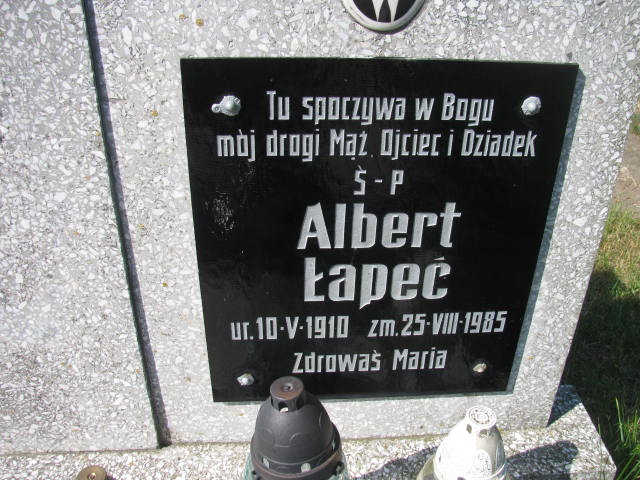 Tu spoczywa w Bogu
mój drogi Mąż, Ojciec i Dziadek
Ś-P
Albert
Łapeć
ur. 10·V·1910 zm. 25·VIII·1985
Zdrowaś Maria